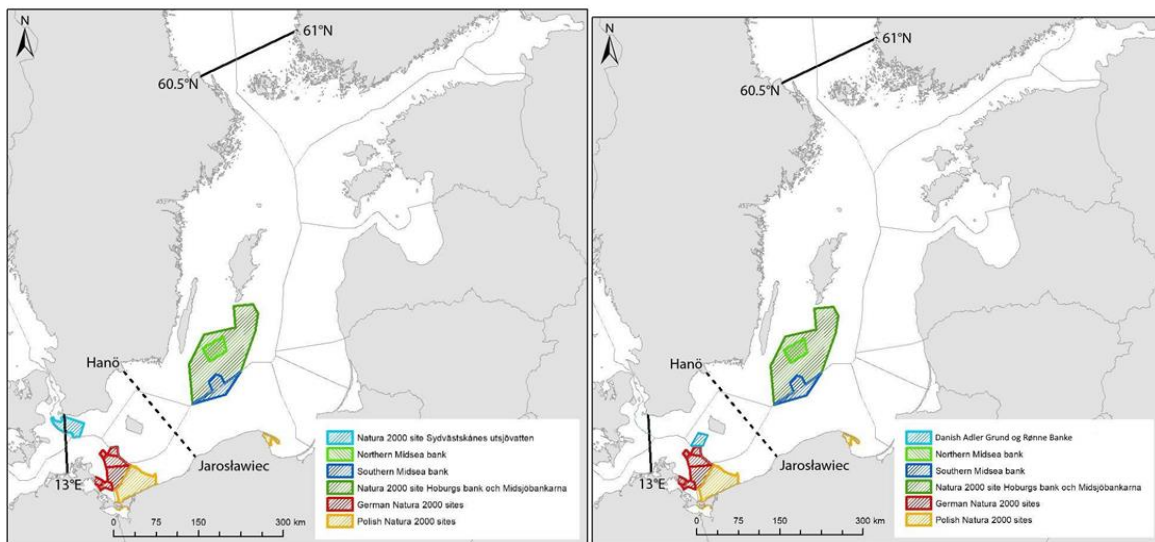 N
61°N
60.5°N
Hanö
Jarosławiec
13°E
0 75 150 300 km
Natura 2000 site Sydvästskånes utsjövatten
Northern Midsea bank
Southern Midsea bank
Natura 2000 site Hoburgs bank och Midsjöbankarna
German Natura 2000 sites
Polish Natura 2000 sites
N
61°N
60.5°N
Hanö
Jarosławiec
13°E
0 75 150 300 km
Danish Adler Grund og Rønne Banke
Northern Midsea bank
Southern Midsea bank
Natura 2000 site Hoburgs bank och Midsjöbankarna
German Natura 2000 sites
Polish Natura 2000 sites